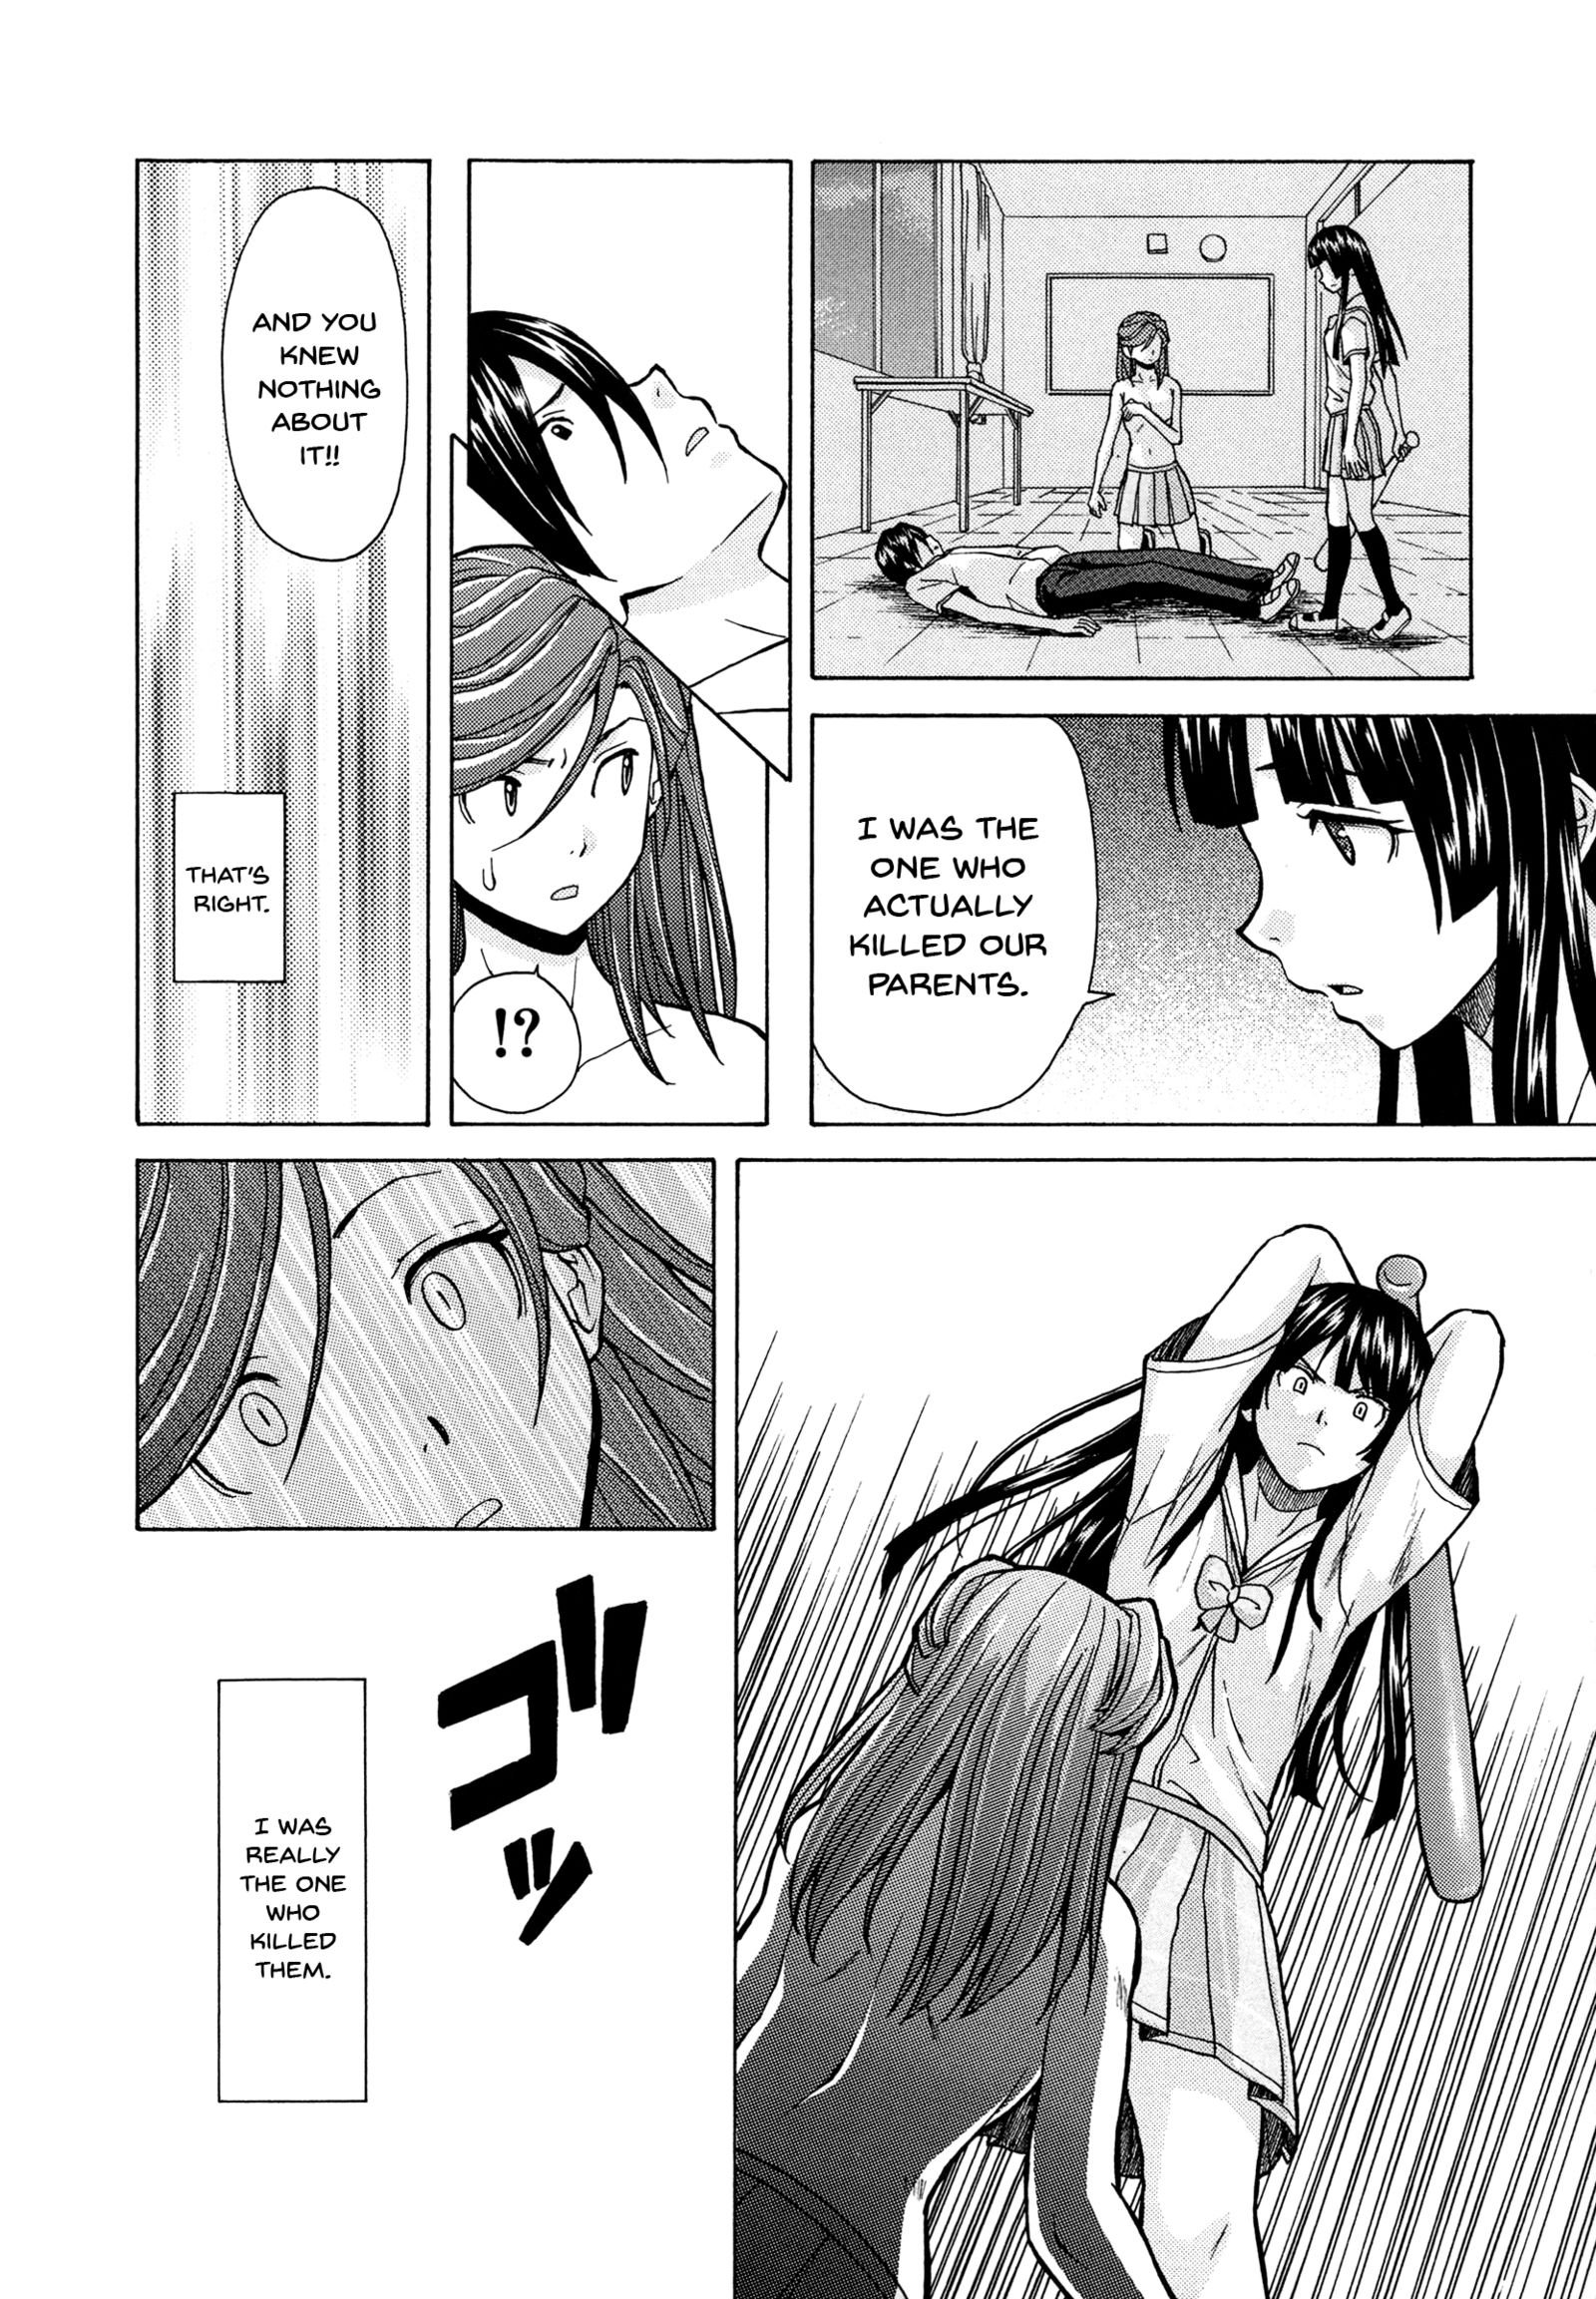 I WAS THE
ONE WHO
ACTUALLY
KILLED OUR
PARENTS.
!?
AND YOU
KNEW
NOTHING
ABOUT
IT!!
THAT'S
RIGHT.
ゴッ
I WAS
REALLY
THE ONE
WHO
KILLED
THEM.